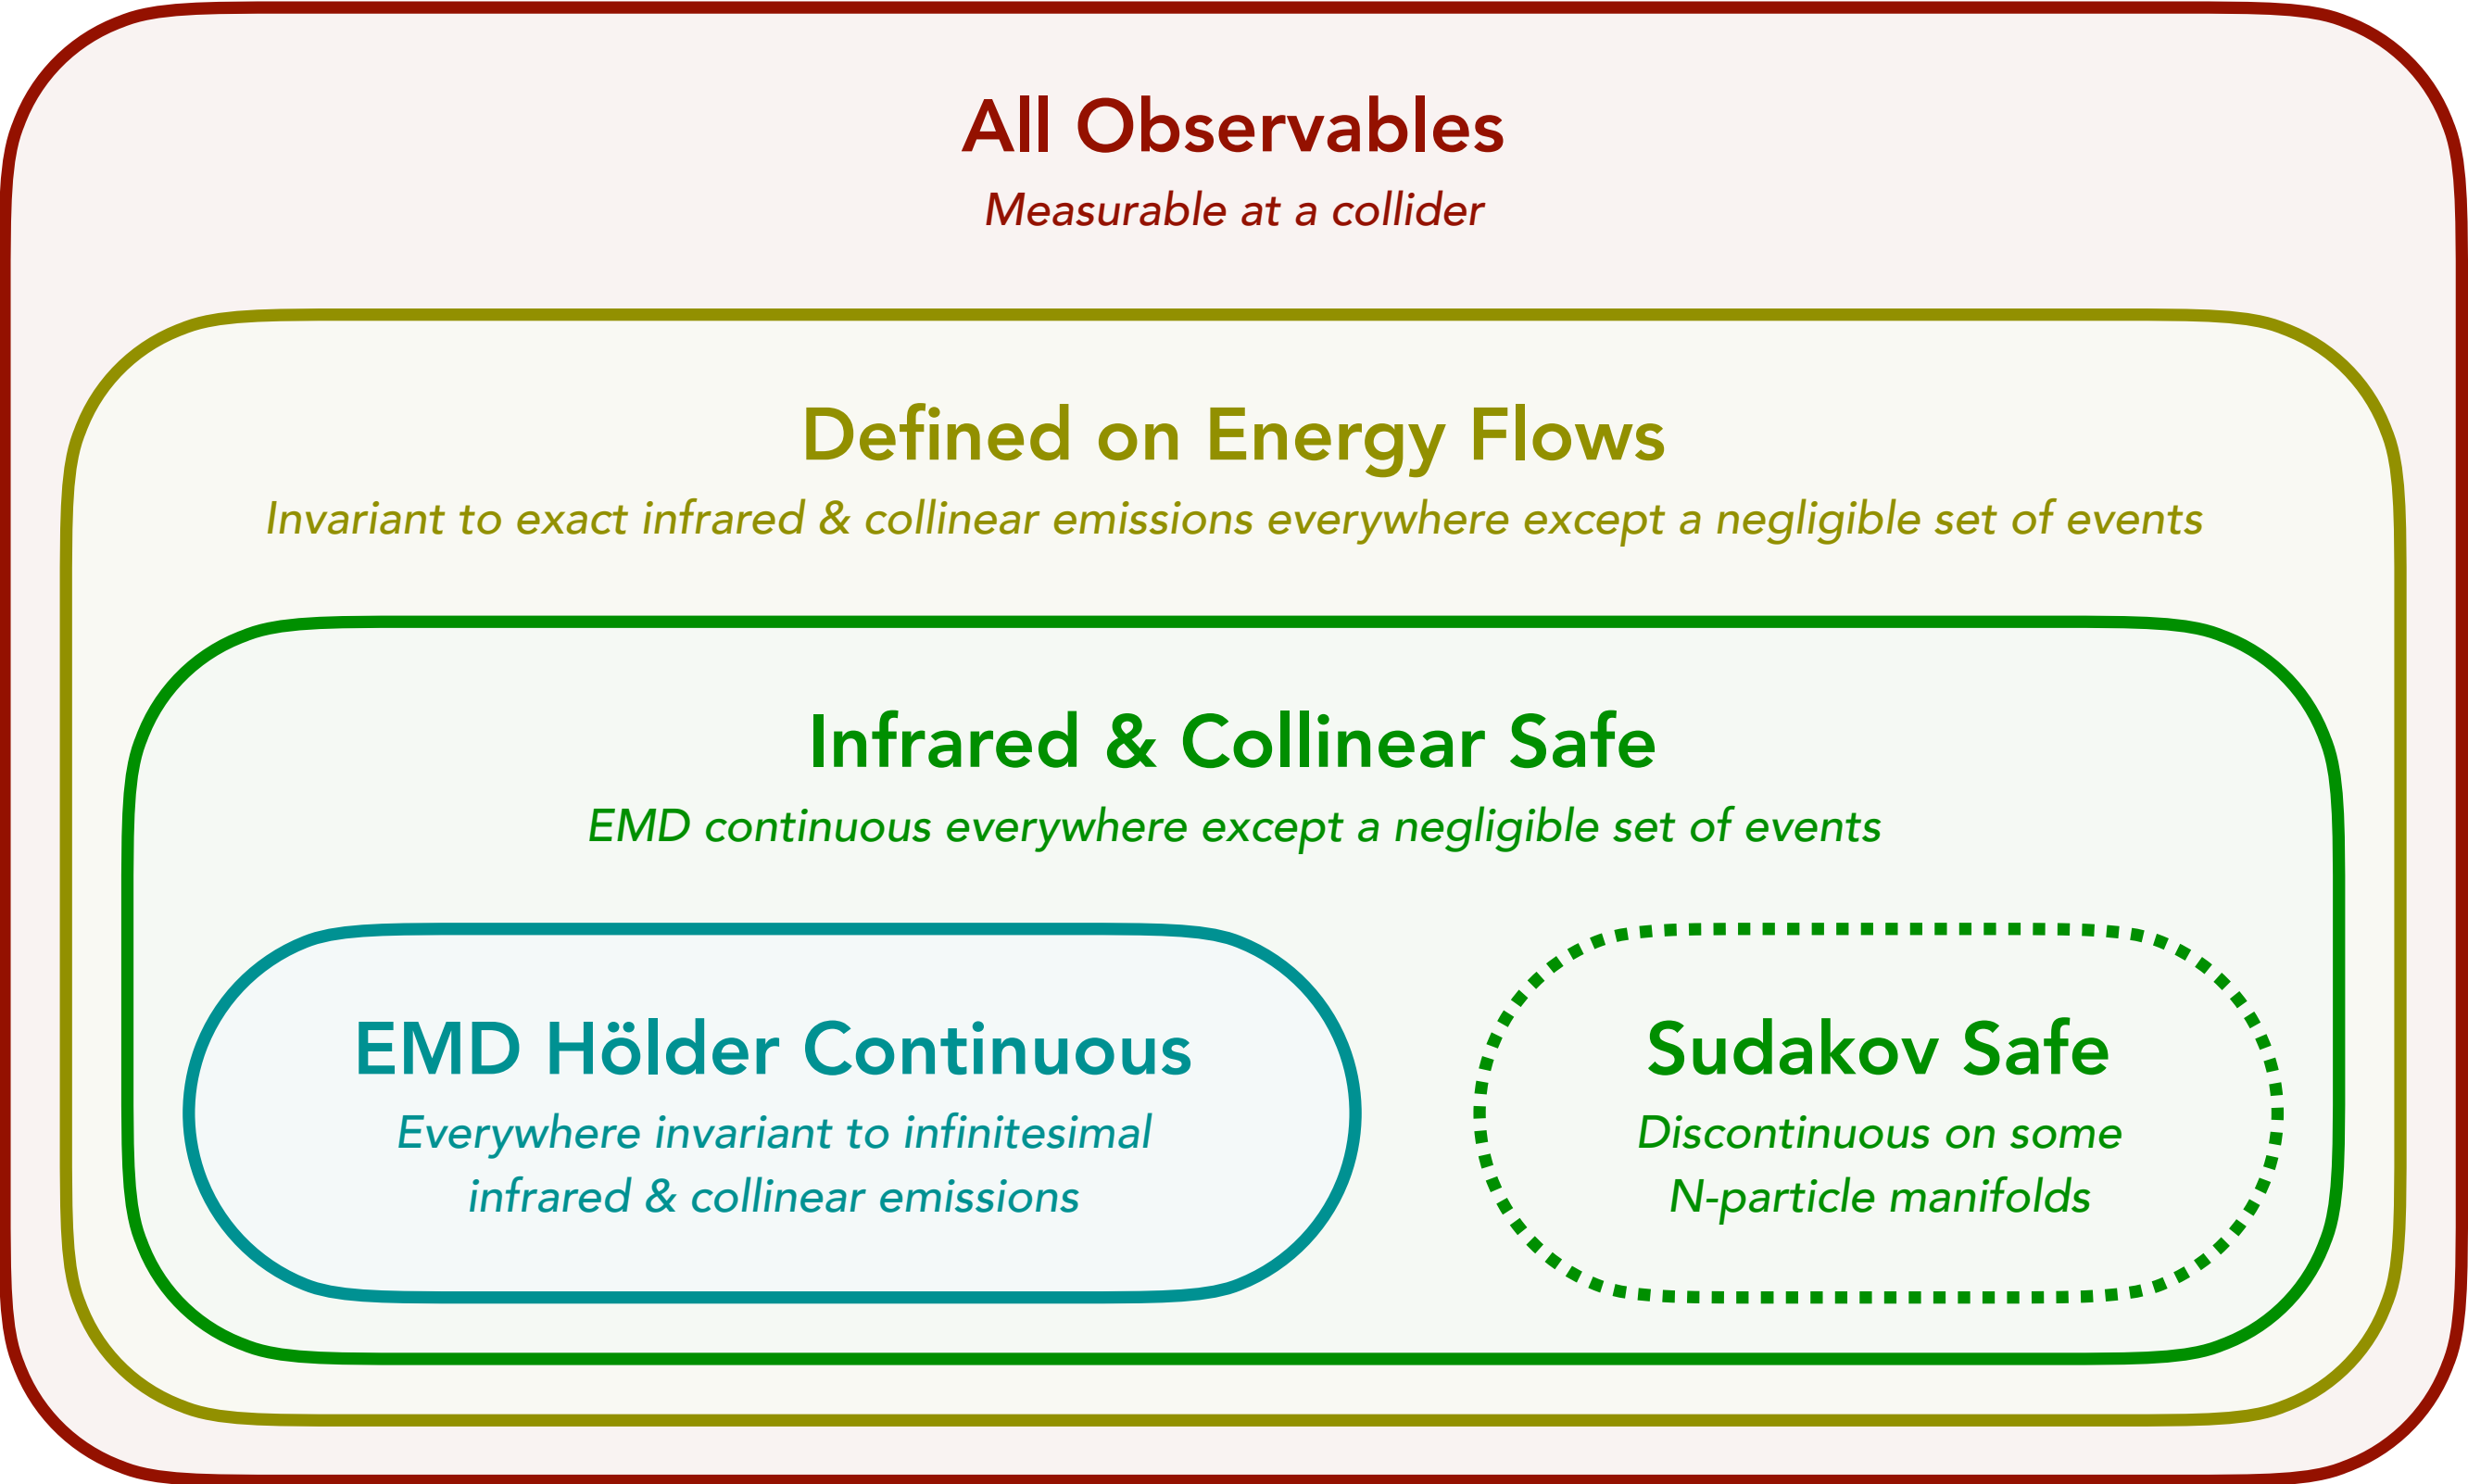 All Observables
Measurable at a collider
Defined on Energy Flows
Invariant to exact infrared & collinear emissions everywhere except a negligible set of events
Infrared & Collinear Safe
EMD continuous everywhere except a negligible set of events
EMD Hölder Continuous
Everywhere invariant to infinitesimal
infrared & collinear emissions
Sudakov Safe
Discontinuous on some
N-particle manifolds